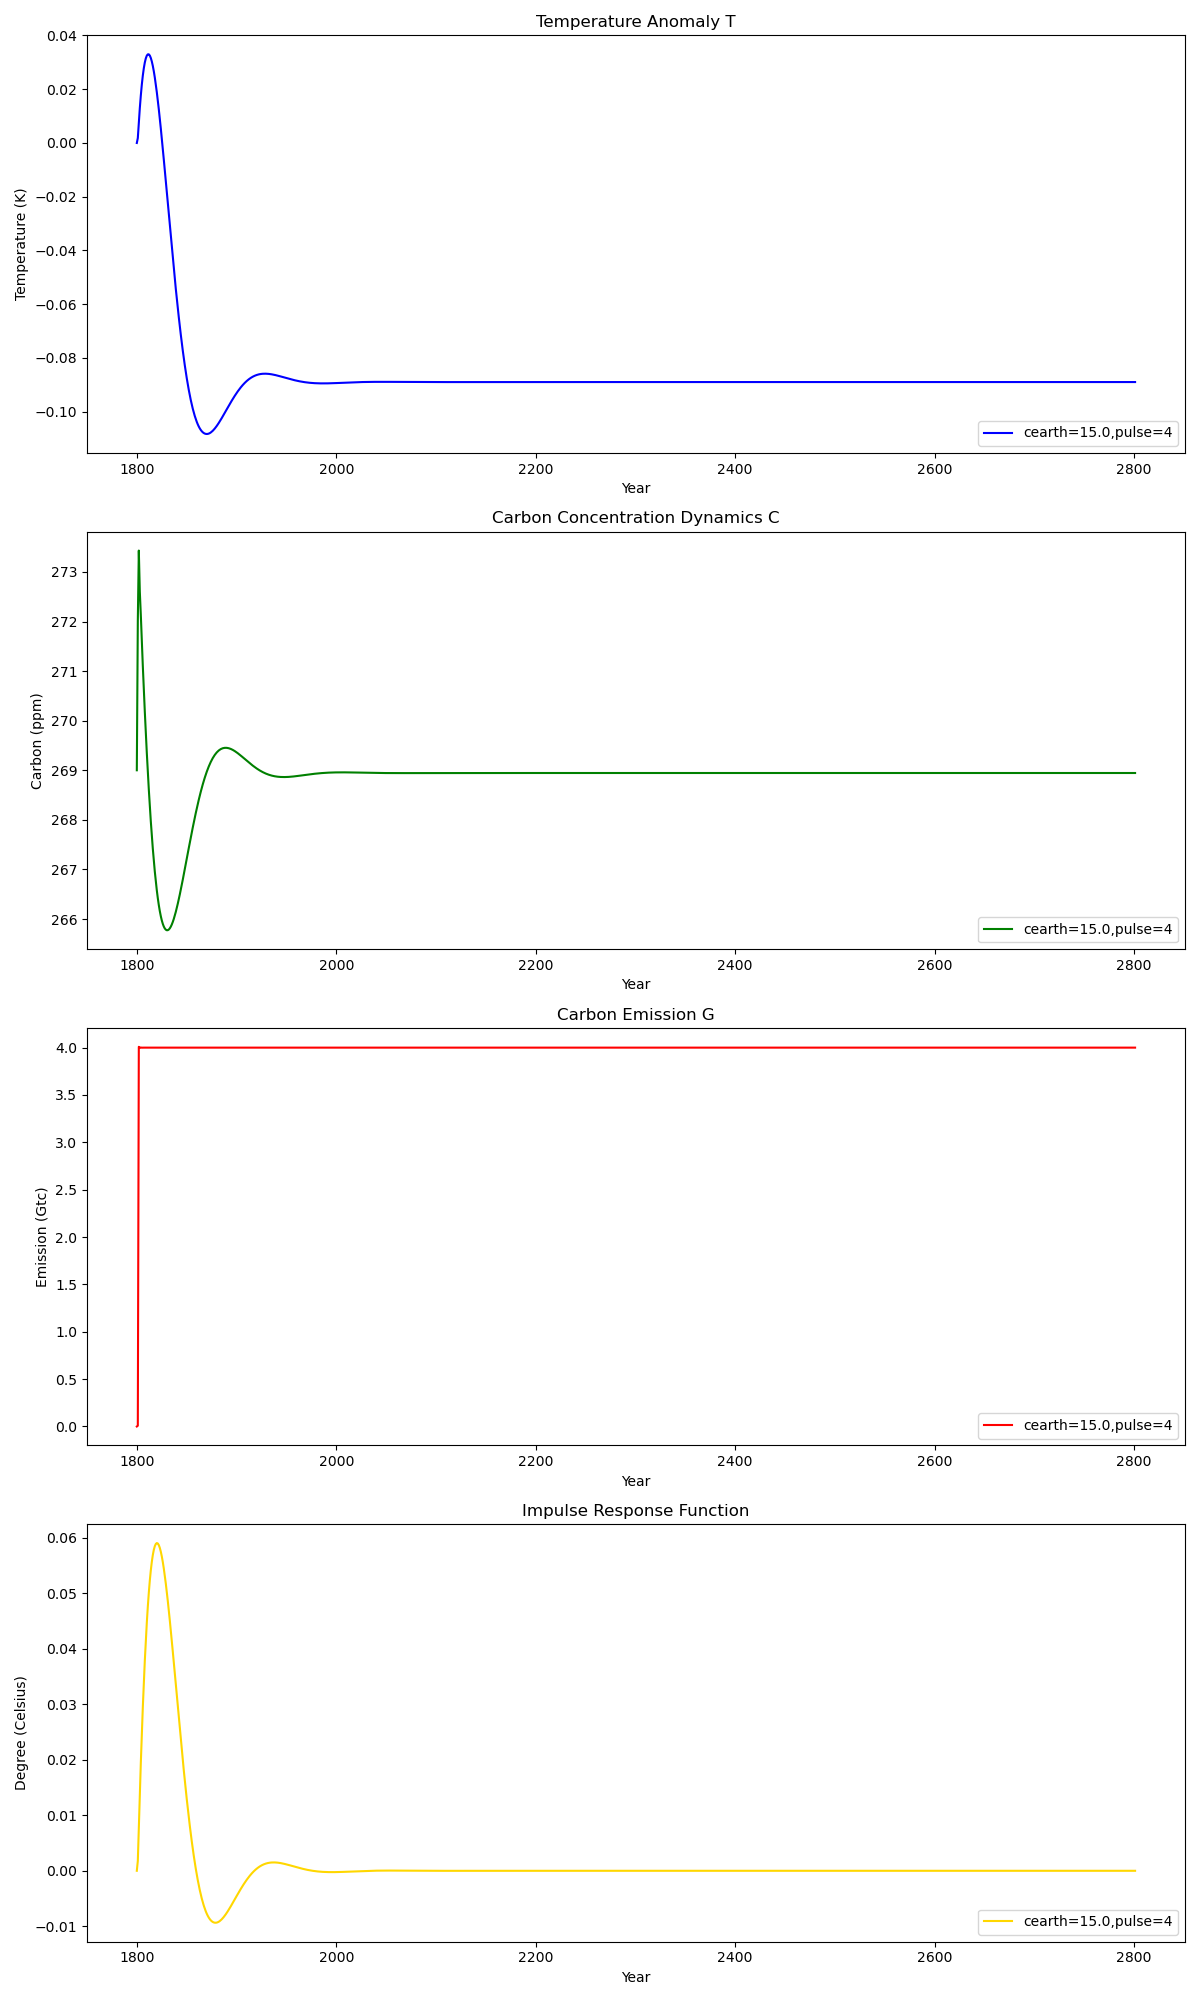 Temperature Anomaly T
0.04
0.02
0.00
−0.02
−0.04
−0.06
−0.08
−0.10
Temperature (K)
cearth=15.0,pulse=4
1800 2000 2200 2400 2600 2800
Year
Carbon Concentration Dynamics C
273
272
271
270
269
268
267
266
Carbon (ppm)
cearth=15.0,pulse=4
1800 2000 2200 2400 2600 2800
Year
Carbon Emission G
4.0
3.5
3.0
2.5
2.0
1.5
1.0
0.5
0.0
Emission (Gtc)
cearth=15.0,pulse=4
1800 2000 2200 2400 2600 2800
Year
Impulse Response Function
0.06
0.05
0.04
0.03
0.02
0.01
0.00
−0.01
Degree (Celsius)
cearth=15.0,pulse=4
1800 2000 2200 2400 2600 2800
Year